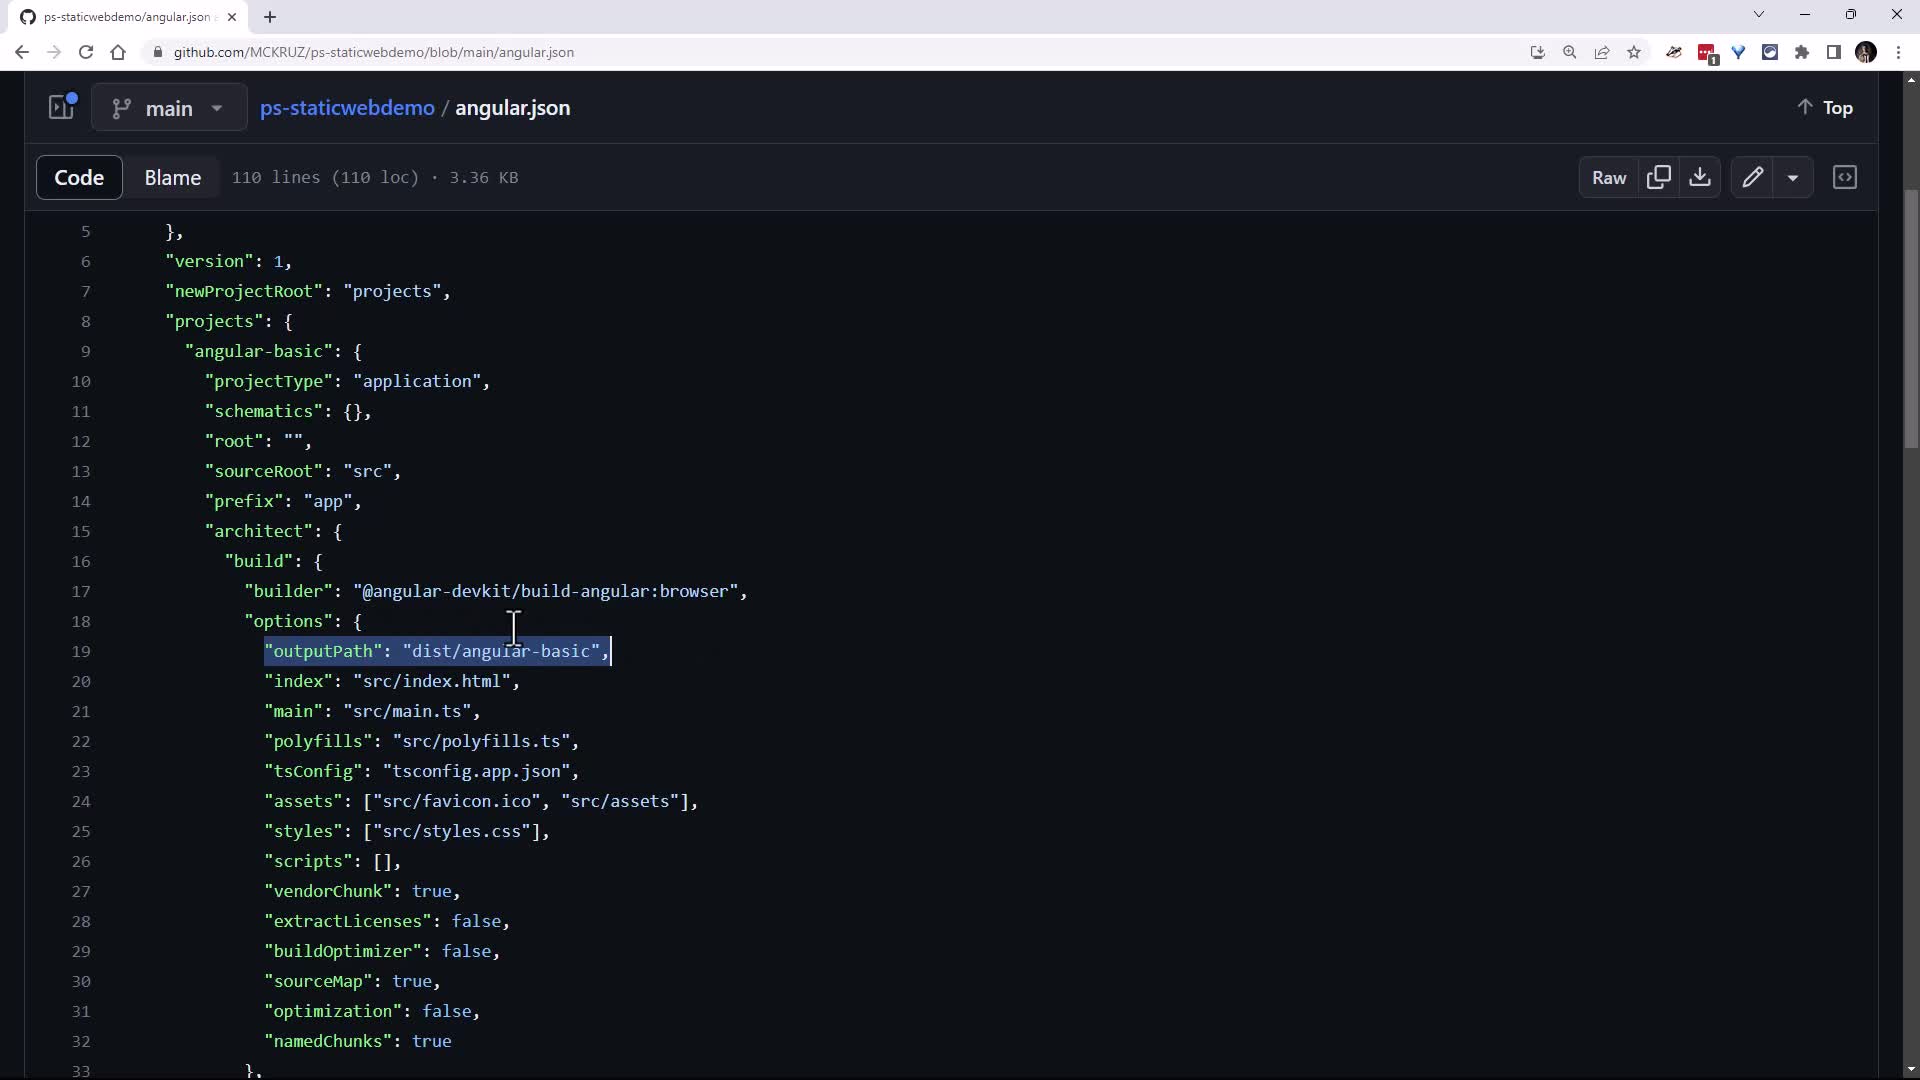 ps-staticwebdemo/angular.json
github.com/MCKRUZ/ps-staticwebdemo/blob/main/angular.json
1
main
ps-staticwebdemo / angular.json
Top
Code
Blame
110 lines (110 loc) · 3.36 KB
Raw
5 },
6 "version": 1,
7 "newProjectRoot": "projects",
8 "projects": {
9 "angular-basic": {
10 "projectType": "application",
11 "schematics": {},
12 "root": "",
13 "sourceRoot": "src",
14 "prefix": "app",
15 "architect": {
16 "build": {
17 "builder": "@angular-devkit/build-angular:browser",
18 "options": {
19 "outputPath": "dist/angular-basic",
20 "index": "src/index.html",
21 "main": "src/main.ts",
22 "polyfills": "src/polyfills.ts",
23 "tsConfig": "tsconfig.app.json",
24 "assets": ["src/favicon.ico", "src/assets"],
25 "styles": ["src/styles.css"],
26 "scripts": [],
27 "vendorChunk": true,
28 "extractLicenses": false,
29 "buildOptimizer": false,
30 "sourceMap": true,
31 "optimization": false,
32 "namedChunks": true
33 },